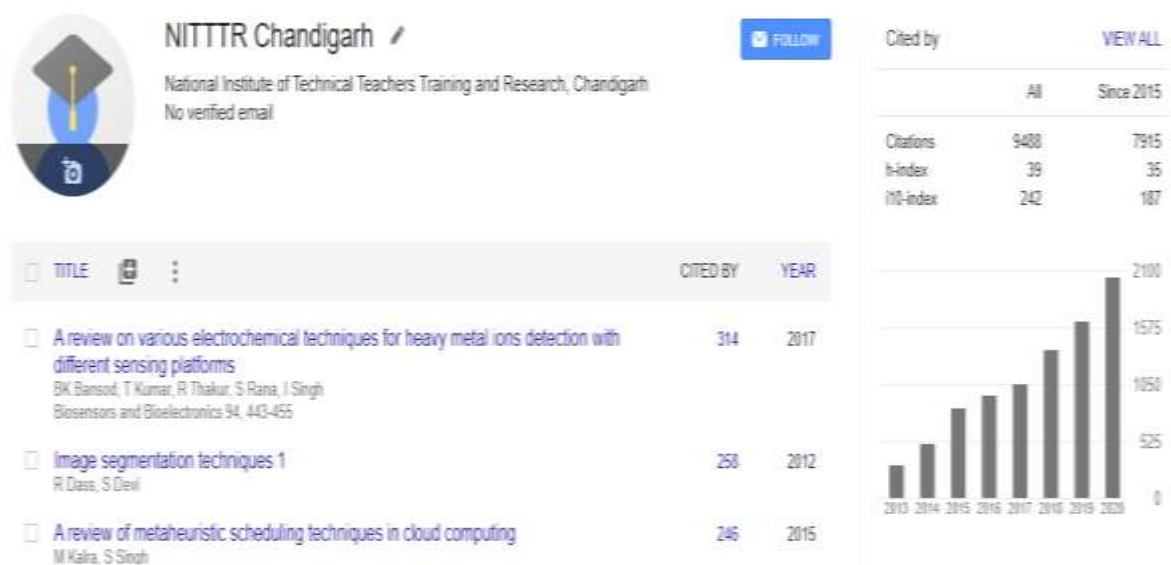 NITTTR Chandigarh
FOLLOW
National Institute of Technical Teachers Training and Research, Chandigarh
No verified email
Cited by VIEW ALL
All Since 2015
Citations 9488 7915
h-index 39 35
i10-index 242 187
TITLE CITED BY YEAR
A review on various electrochemical techniques for heavy metal ions detection with 314 2017
different sensing platforms
BK Bansod, T Kumar, R Thakur, S Rana, I Singh
Biosensors and Bioelectronics 94, 443-455
Image segmentation techniques 1 258 2012
R Dass, S Devi
A review of metaheuristic scheduling techniques in cloud computing 246 2015
M Kalra, S Singh
2100
1575
1050
525
0
2013 2014 2015 2016 2017 2018 2019 2020